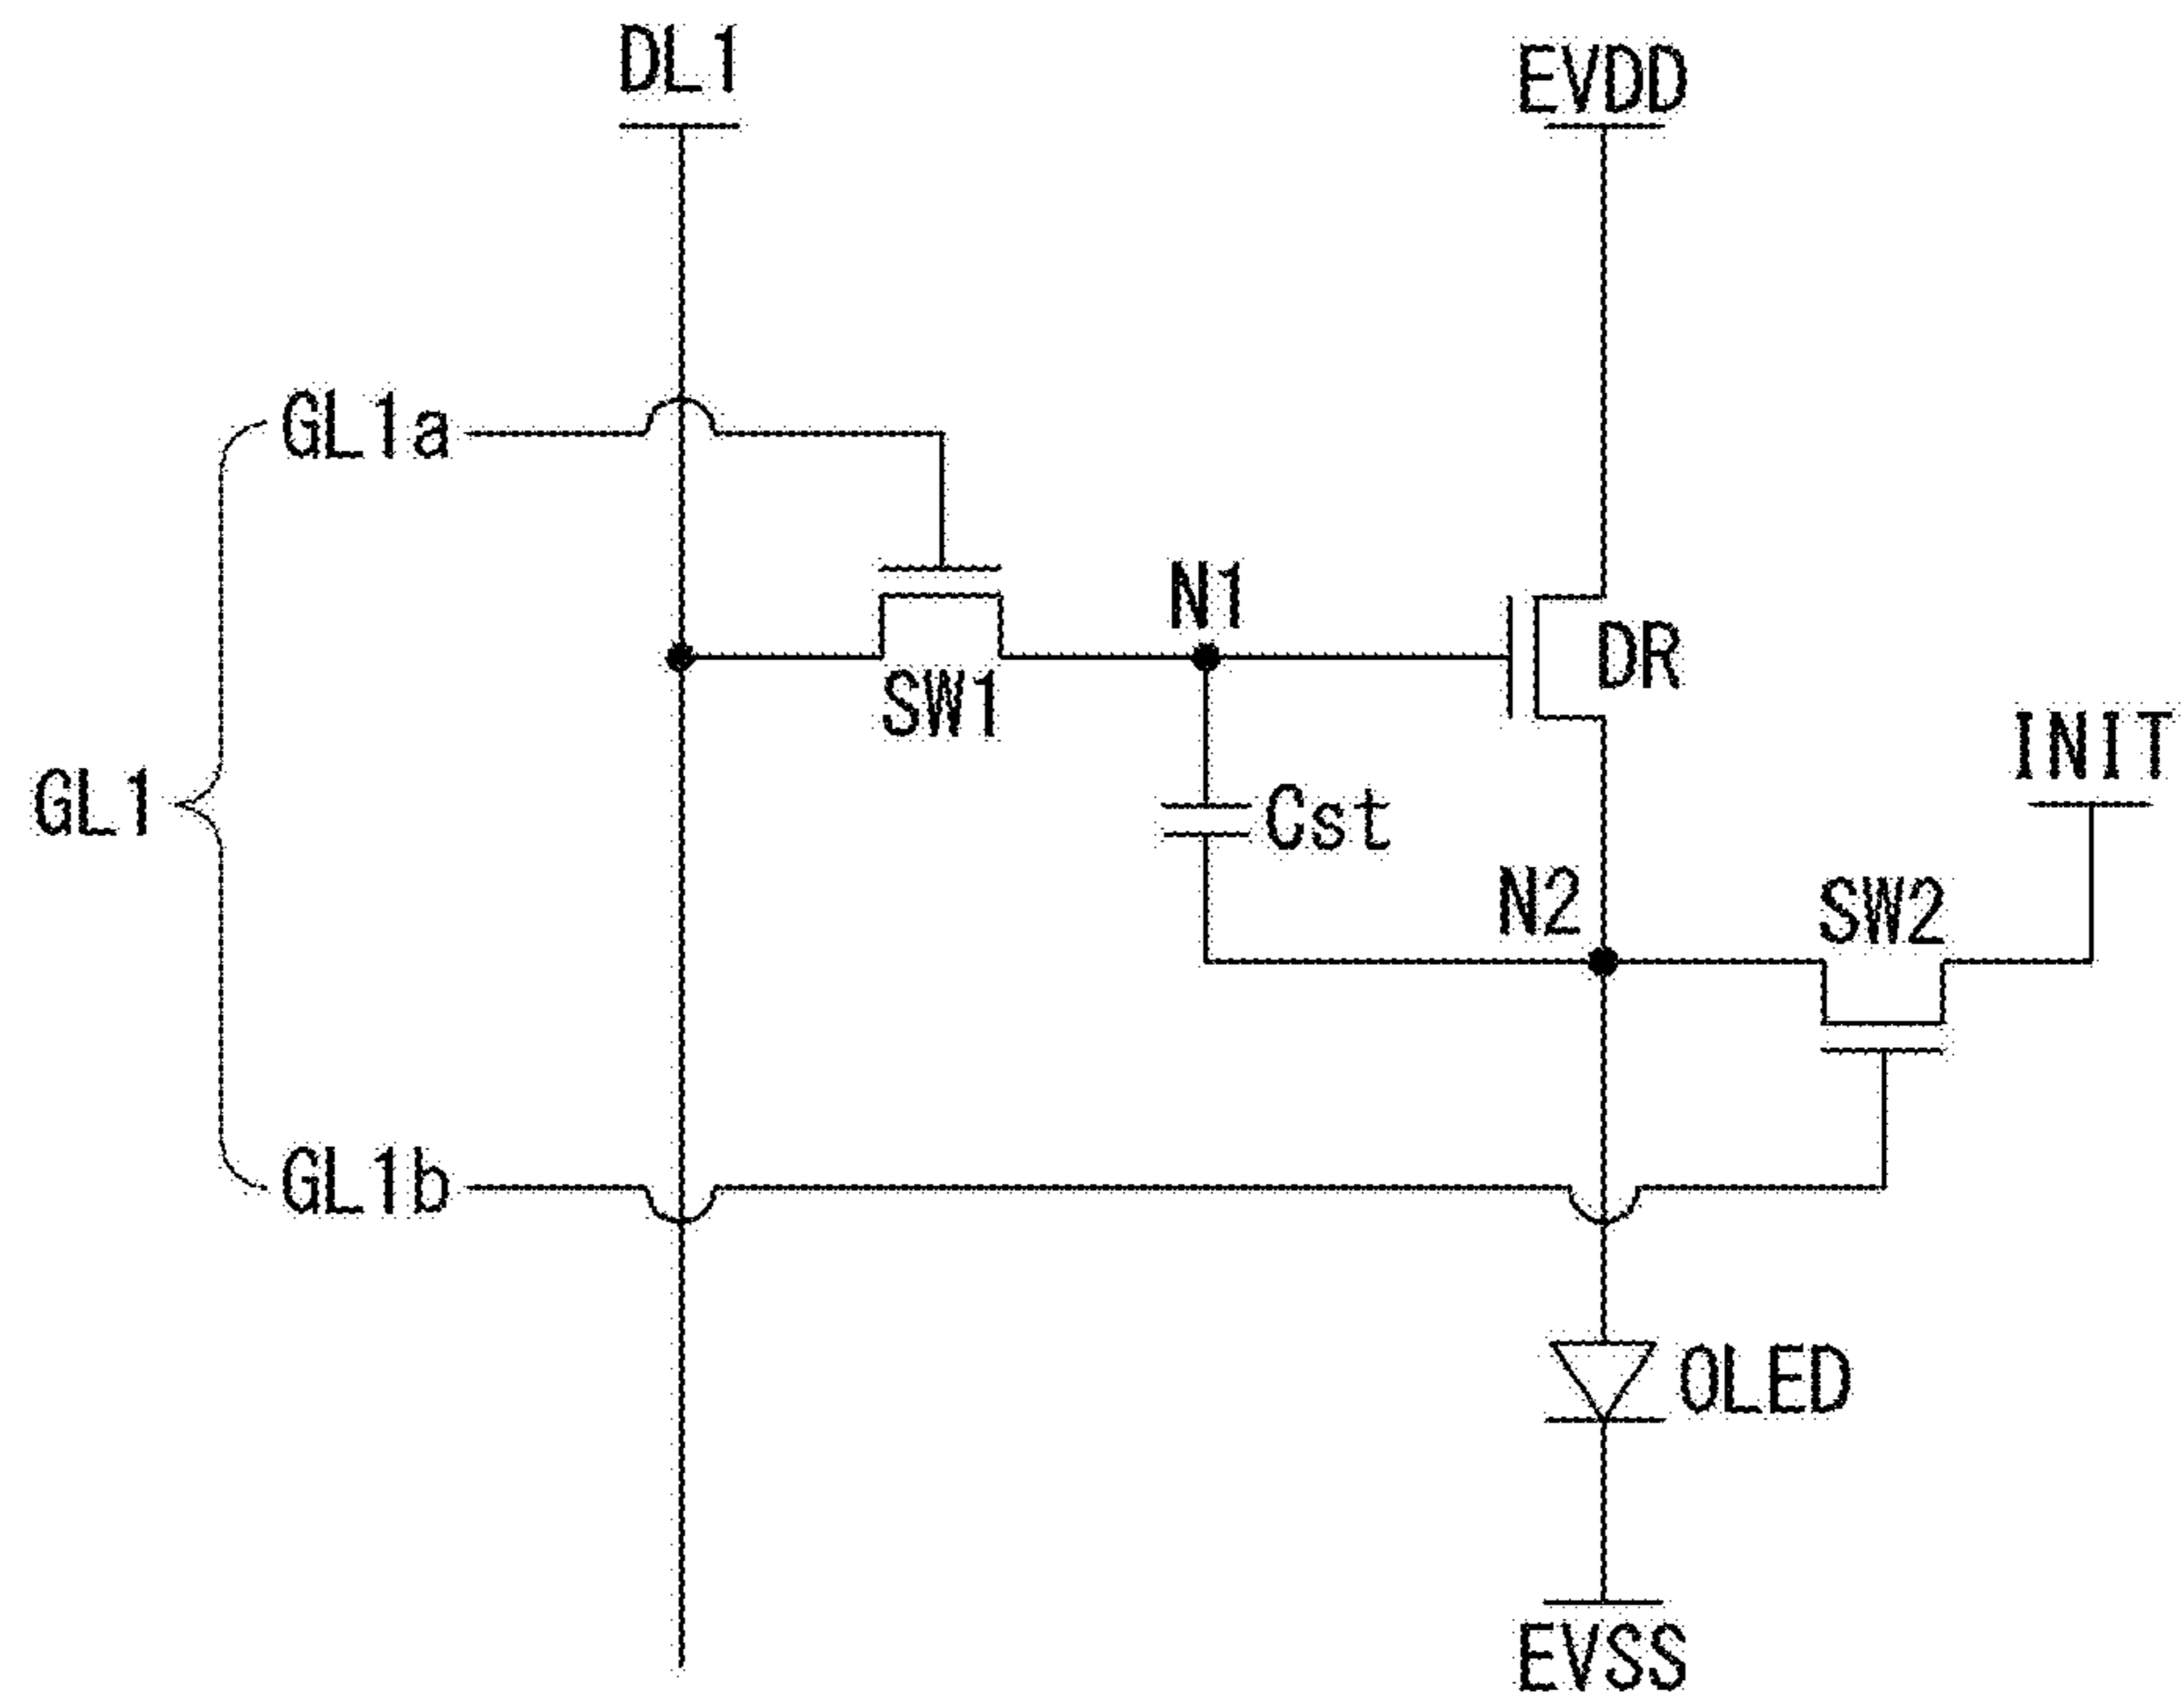 DL1
EVDD
GL1a
N1
DR
SW1
INIT
GL1
Cst
N2
SW2
GL1b
OLED
EVSS